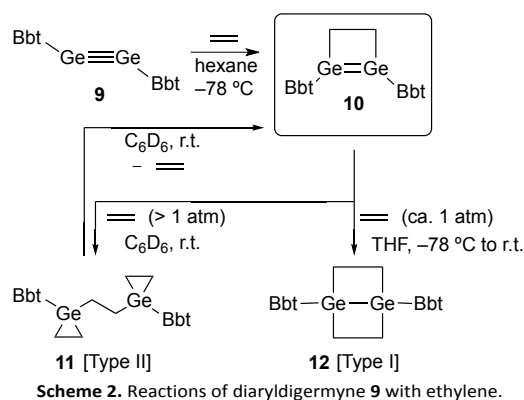 Bbt
Ge≡Ge
Bbt
9
hexane
–78 ºC
Ge=Ge
Bbt
Bbt
10
C6D6, r.t.
–
(> 1 atm)
C6D6, r.t.
(ca. 1 atm)
THF, –78 ºC to r.t.
Bbt
Ge
Ge
Bbt
11 [Type II]
Bbt
Ge
Ge
Bbt
12 [Type I]
Scheme 2. Reactions of diaryldigermyne 9 with ethylene.